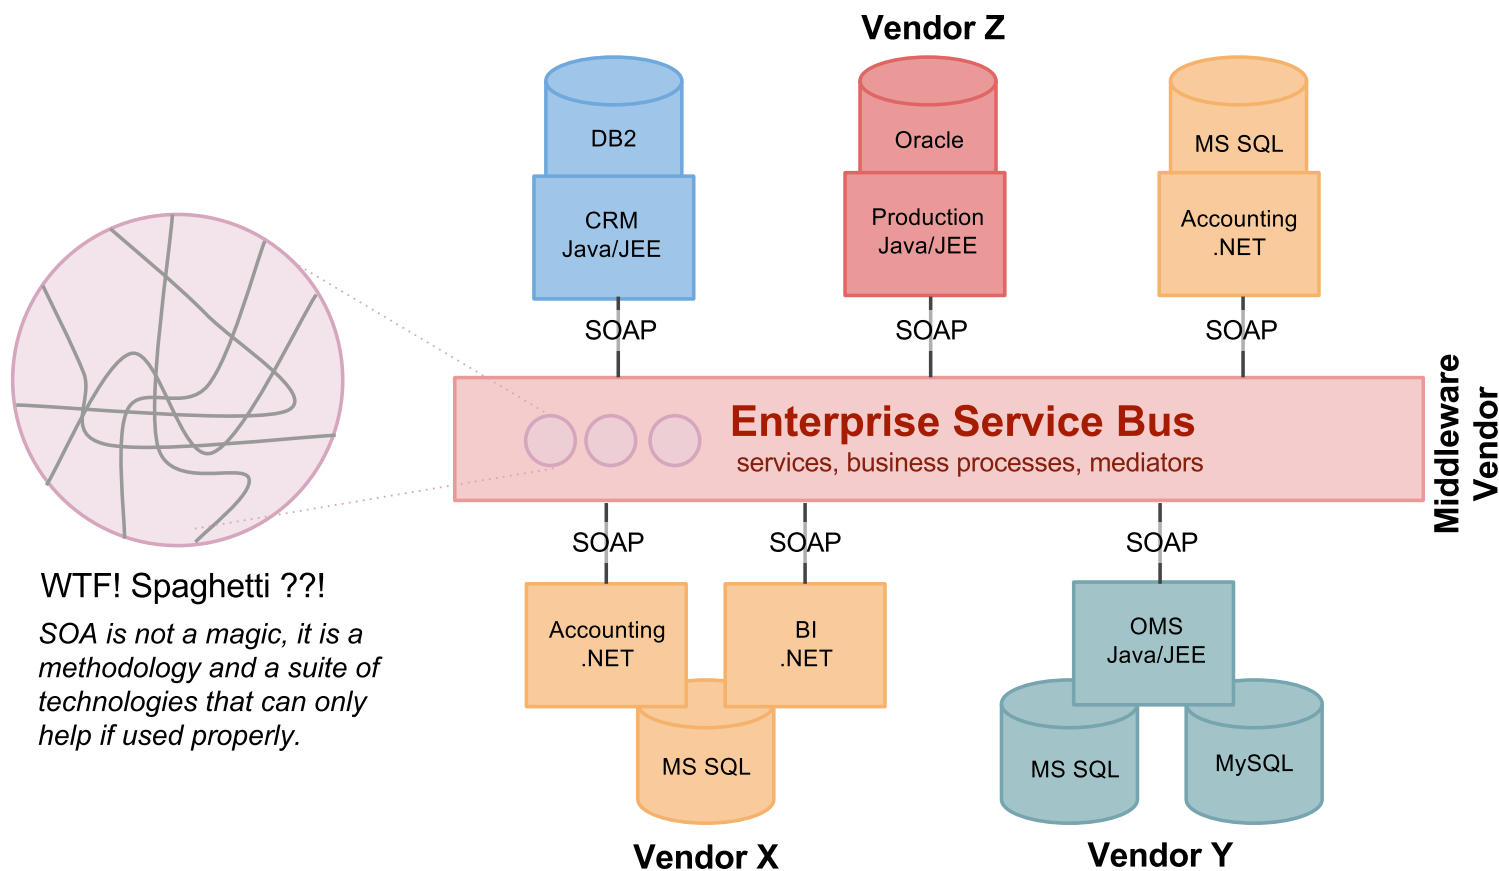 Vendor Z
DB2
Oracle
MS SQL
CRM
Java/JEE
Production
Java/JEE
Accounting
.NET
SOAP
SOAP
SOAP
Enterprise Service Bus
services, business processes, mediators
Middleware
Vendor
SOAP
SOAP
SOAP
WTF! Spaghetti ??!
SOA is not a magic, it is a
methodology and a suite of
technologies that can only
help if used properly.
Accounting
.NET
BI
.NET
OMS
Java/JEE
MS SQL
MS SQL
MySQL
Vendor X
Vendor Y